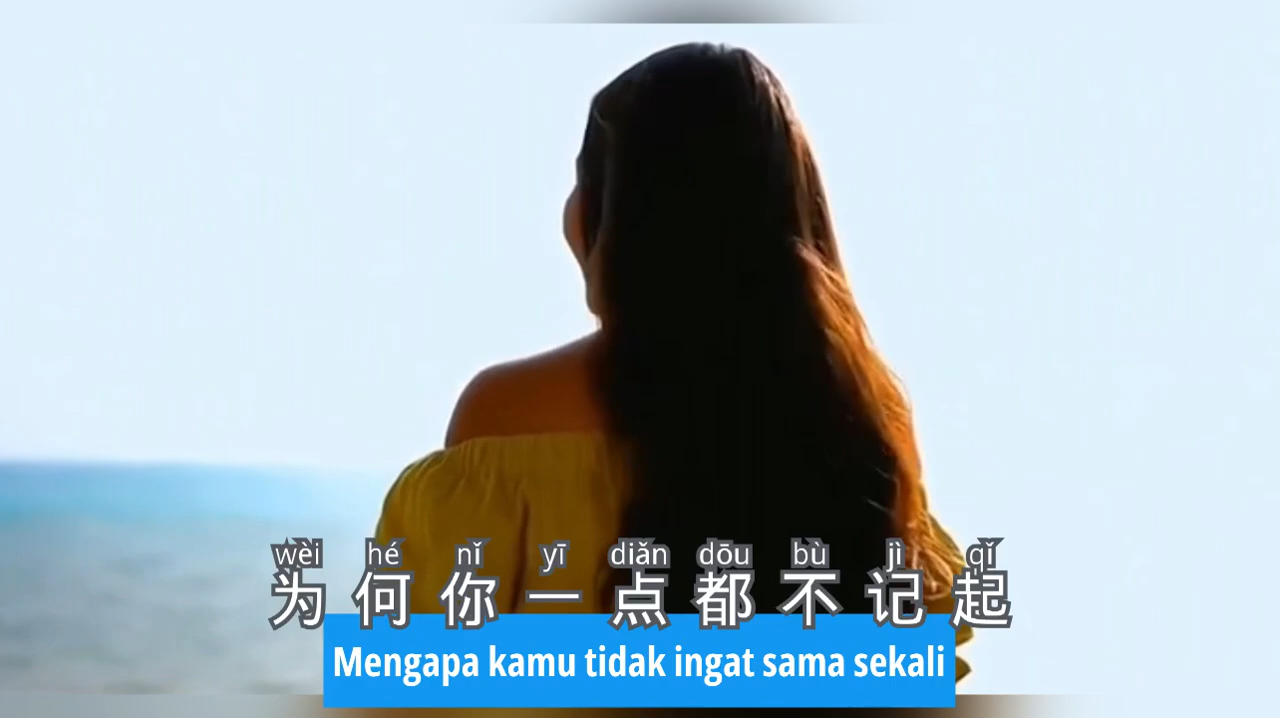 wèi hé nǐ yī diǎn dōu bù jì qǐ
为何你一点都不记起
Mengapa kamu tidak ingat sama sekali